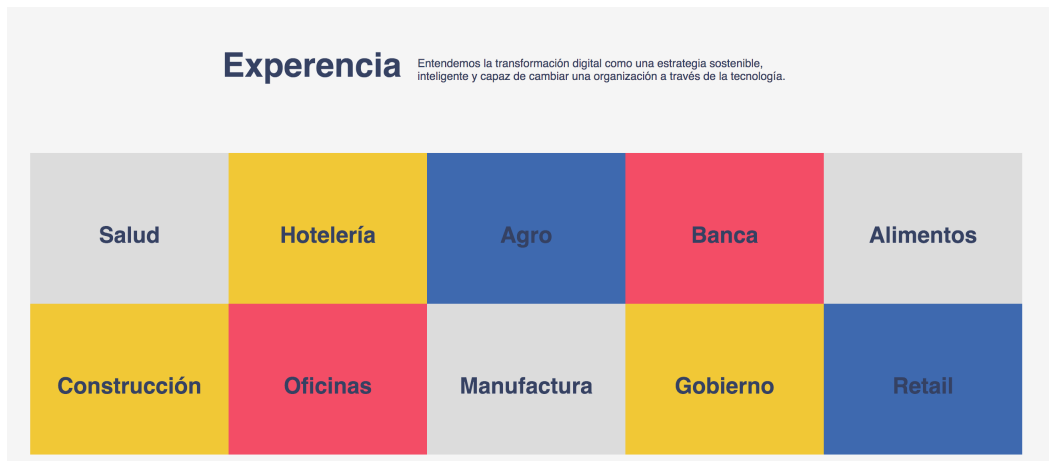 Experencia
Entendemos la transformación digital como una estrategia sostenible,
inteligente y capaz de cambiar una organización a través de la tecnología.
Salud
Hotelería
Agro
Banca
Alimentos
Construcción
Oficinas
Manufactura
Gobierno
Retail